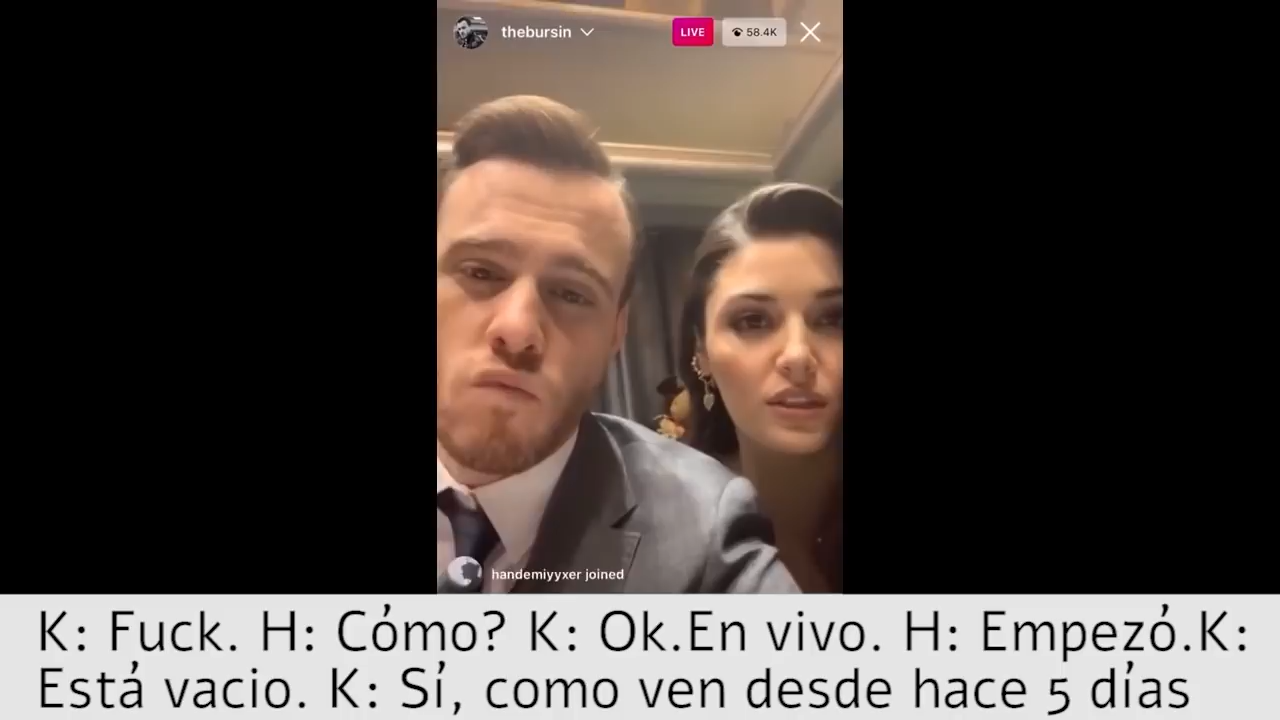 thebursin
LIVE
58.4K
handemiyyxer joined
K: Fuck. H: Cómo? K: Ok.En vivo. H: Empezó.K:
Está vacio. K: Sí, como ven desde hace 5 días